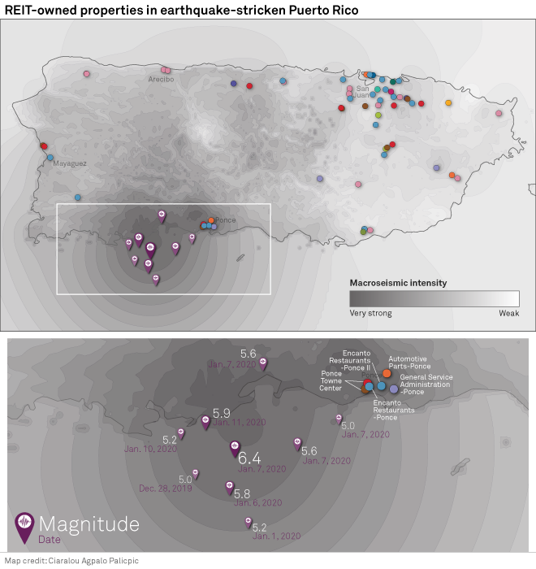 REIT-owned properties in earthquake-stricken Puerto Rico
Arecibo
San
Juan
Mayaguez
Ponce
Macroseismic intensity
Very strong
Weak
5.6
Jan. 7, 2020
Encanto
Restaurants
-Ponce II
Automotive
Parts-Ponce
Ponce
Towne
Center
Ponce
General Service
Administration
-Ponce
Encanto
Restaurants
-Ponce
5.9
Jan. 11, 2020
5.0
Jan. 7, 2020
5.2
Jan. 10, 2020
6.4
Jan. 7, 2020
5.6
Jan. 7, 2020
5.0
Dec. 28, 2019
5.8
Jan. 6, 2020
5.2
Jan. 1, 2020
Magnitude
Date
Map credit: Ciaralou Agpalo Palicpic